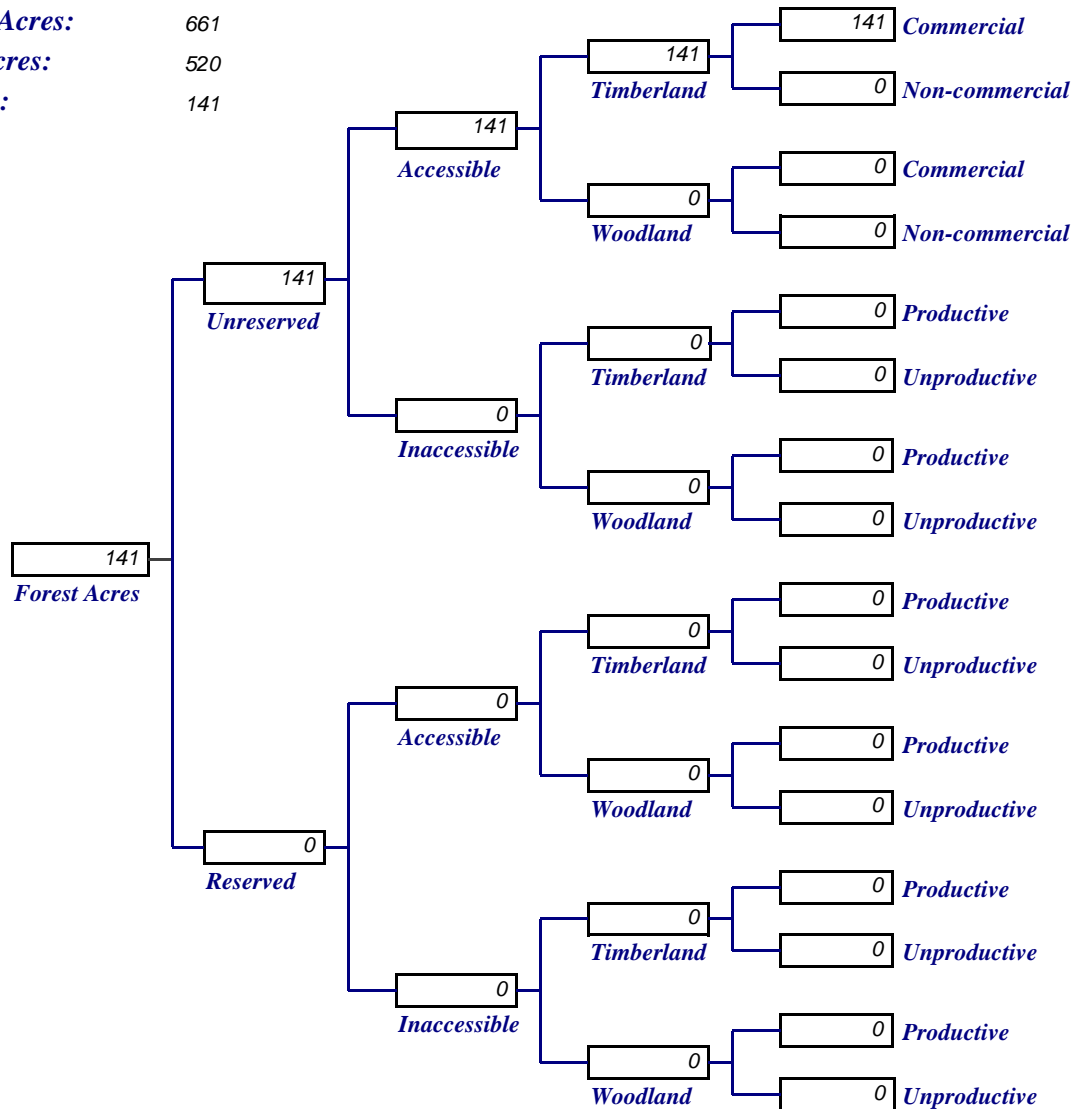 Acres: 661
cres: 520
: 141
141 Commercial
141
Timberland
0 Non-commercial
141
Accessible
0 Commercial
0
Woodland
0 Non-commercial
141
Unreserved
0 Productive
0
Timberland
0 Unproductive
0
Inaccessible
0 Productive
0
Woodland
0 Unproductive
141
Forest Acres
0 Productive
0
Timberland
0 Unproductive
0
Accessible
0 Productive
0
Woodland
0 Unproductive
0
Reserved
0 Productive
0
Timberland
0 Unproductive
0
Inaccessible
0 Productive
0
Woodland
0 Unproductive